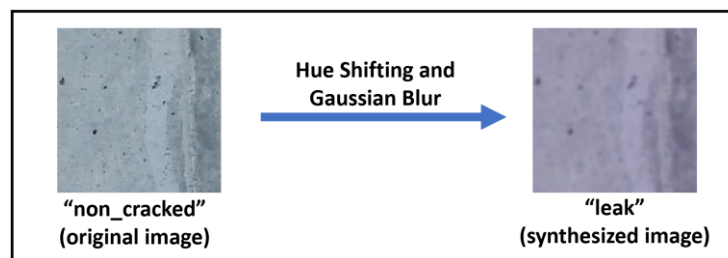 Hue Shifting and
Gaussian Blur
“non_cracked”
(original image)
“leak”
(synthesized image)